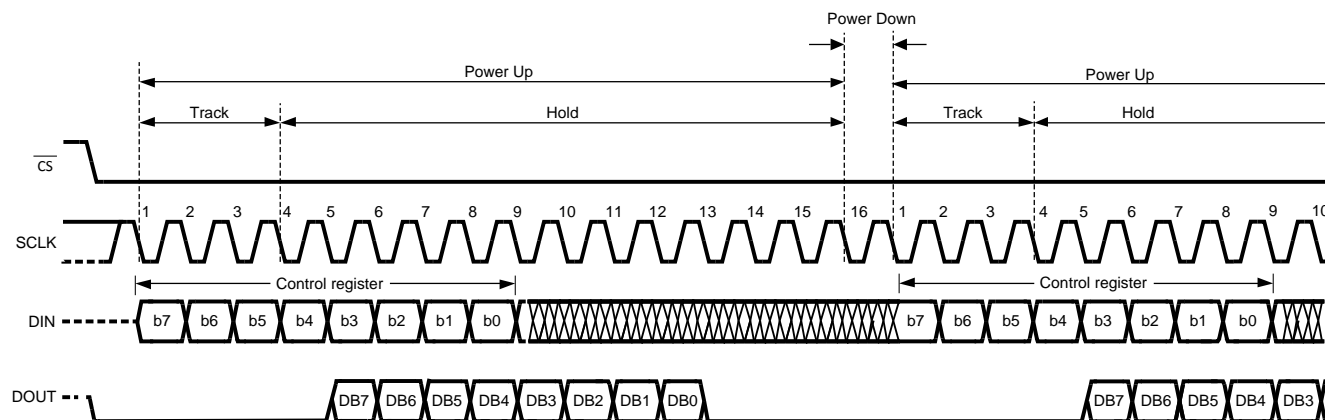 Power Down
Power Up
Power Up
Track Hold Track Hold
CS
1 2 3 4 5 6 7 8 9 10 11 12 13 14 15 16 1 2 3 4 5 6 7 8 9 10
SCLK
Control register Control register
DIN b7 b6 b5 b4 b3 b2 b1 b0 b7 b6 b5 b4 b3 b2 b1 b0
DOUT DB7 DB6 DB5 DB4 DB3 DB2 DB1 DB0 DB7 DB6 DB5 DB4 DB3